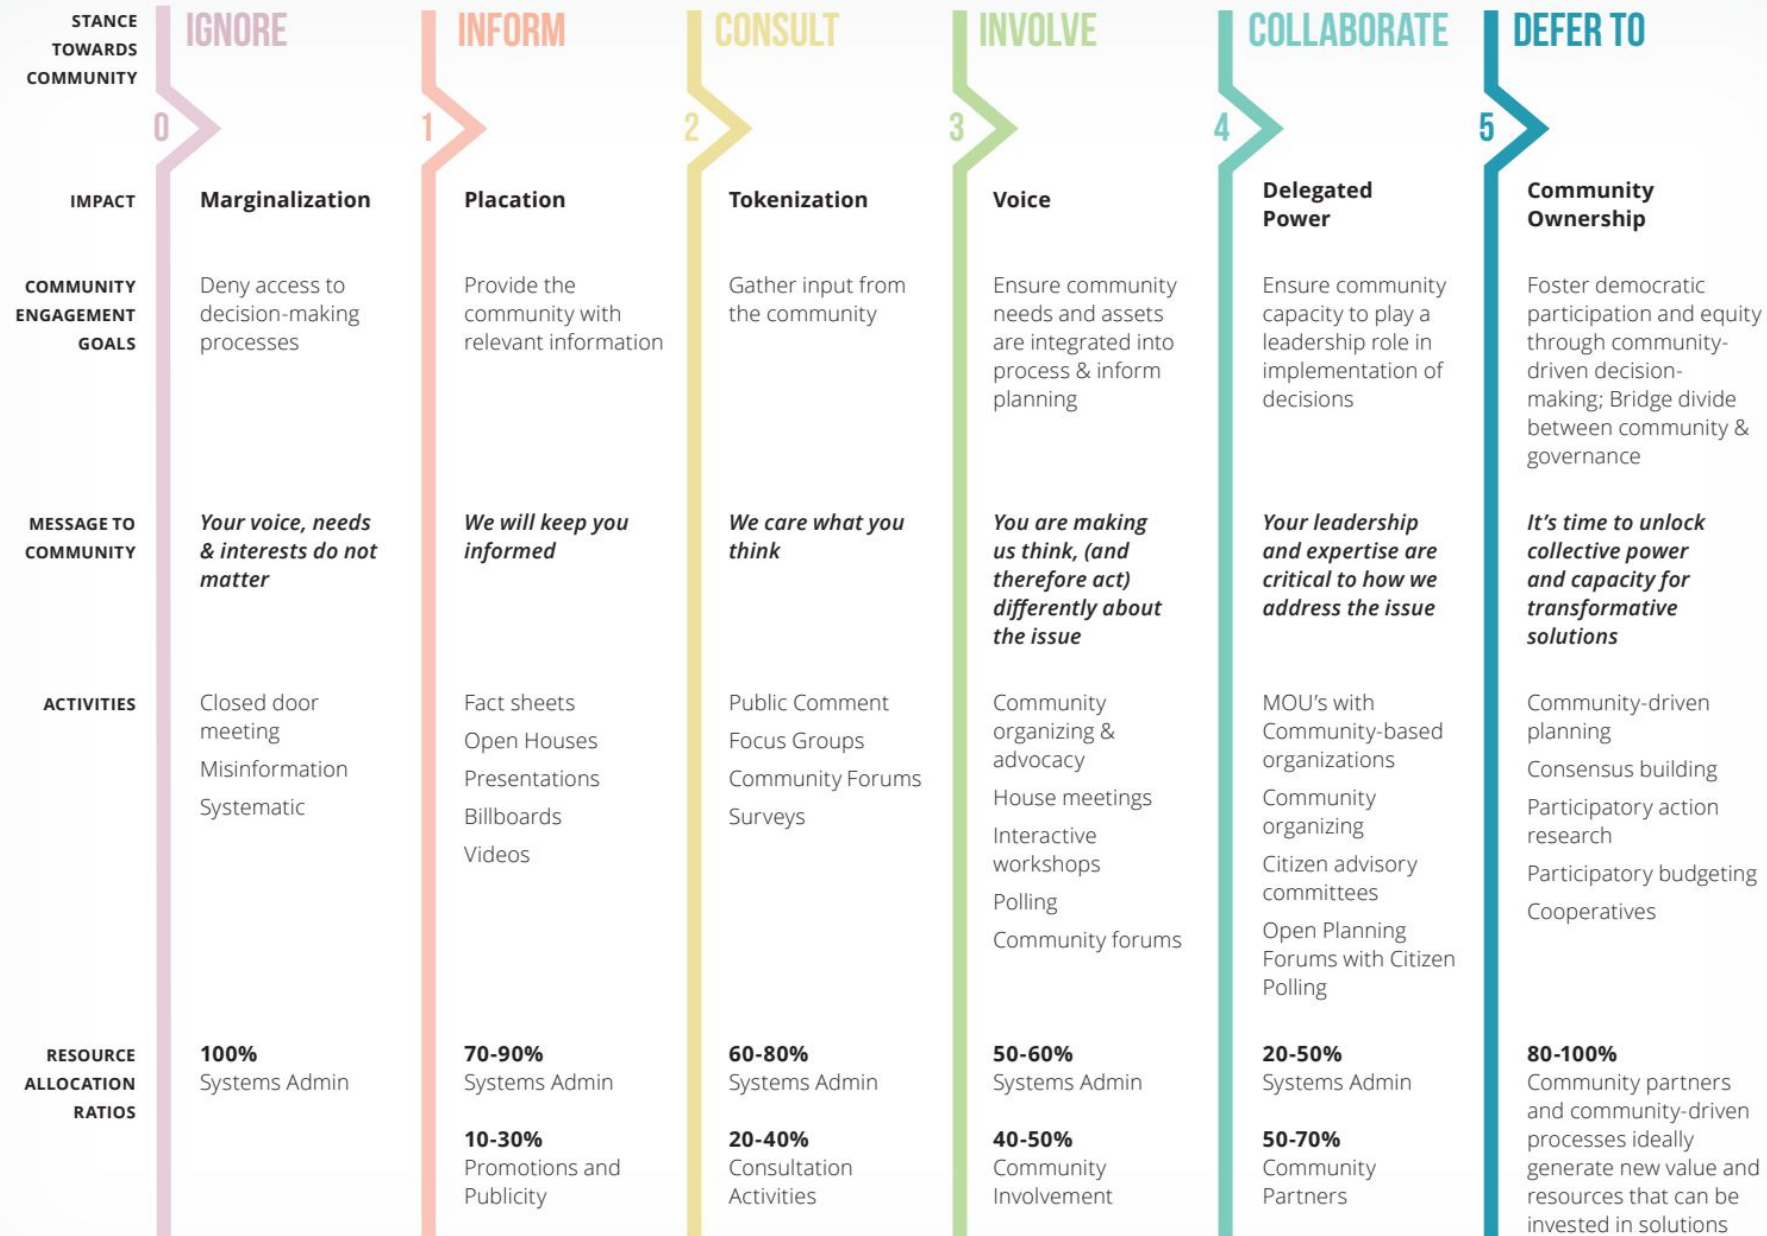 STANCE
TOWARDS
COMMUNITY
IGNORE
INFORM
CONSULT
INVOLVE
COLLABORATE
DEFER TO
0
1
2
3
4
5
IMPACT
Marginalization
Placation
Tokenization
Voice
Delegated
Power
Community
Ownership
COMMUNITY
ENGAGEMENT
GOALS
Deny access to
decision-making
processes
Provide the
community with
relevant information
Gather input from
the community
Ensure community
needs and assets
are integrated into
process & inform
planning
Ensure community
capacity to play a
leadership role in
implementation of
decisions
Foster democratic
participation and equity
through community-
driven decision-
making; Bridge divide
between community &
governance
MESSAGE TO
COMMUNITY
Your voice, needs
& interests do not
matter
We will keep you
informed
We care what you
think
You are making
us think, (and
therefore act)
differently about
the issue
Your leadership
and expertise are
critical to how we
address the issue
It’s time to unlock
collective power
and capacity for
transformative
solutions
ACTIVITIES
Closed door
meeting
Misinformation
Systematic
Fact sheets
Open Houses
Presentations
Billboards
Videos
Public Comment
Focus Groups
Community Forums
Surveys
Community
organizing &
advocacy
House meetings
Interactive
workshops
Polling
Community forums
MOU’s with
Community-based
organizations
Community
organizing
Citizen advisory
committees
Open Planning
Forums with Citizen
Polling
Community-driven
planning
Consensus building
Participatory action
research
Participatory budgeting
Cooperatives
RESOURCE
ALLOCATION
RATIOS
100%
Systems Admin
70-90%
Systems Admin
10-30%
Promotions and
Publicity
60-80%
Systems Admin
20-40%
Consultation
Activities
50-60%
Systems Admin
40-50%
Community
Involvement
20-50%
Systems Admin
50-70%
Community
Partners
80-100%
Community partners
and community-driven
processes ideally
generate new value and
resources that can be
invested in solutions